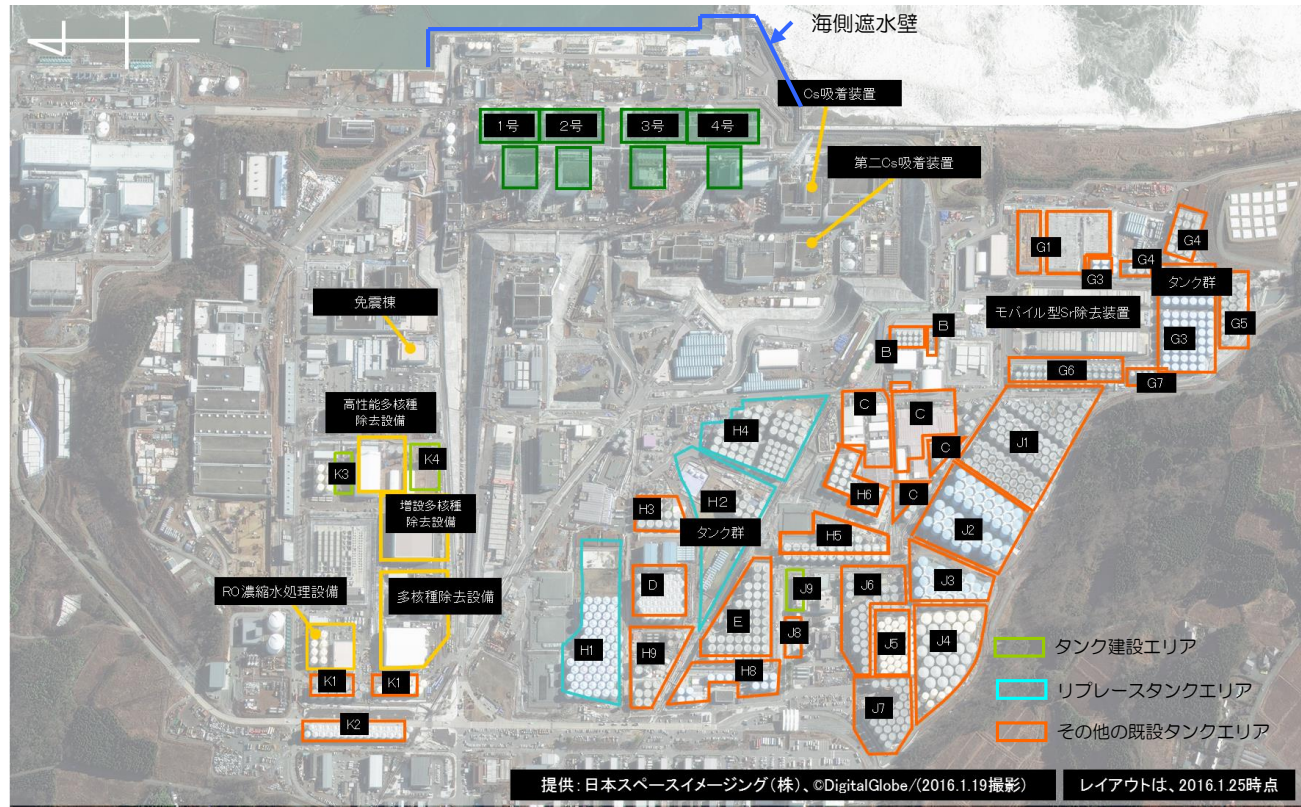 海側遮水壁
Cs吸着装置
1号
2号
3号
4号
第二Cs吸着装置
G1
G4
G4
G3
タンク群
G5
免震棟
モバイル型Sr除去装置
B
B
G3
G6
G7
高性能多核種
除去設備
C
C
H4
J1
C
K3
K4
H6
C
H2
H3
増設多核種
除去設備
タンク群
H5
J2
D
J9
J6
J3
RO濃縮水処理設備
多核種除去設備
E
J8
J5
J4
H1
H9
H8
K1
K1
J7
K2
タンク建設エリア
リプレースタンクエリア
その他の既設タンクエリア
提供:日本スペースイメージング(株)、©DigitalGlobe/(2016.1.19撮影)
レイアウトは、2016.1.25時点